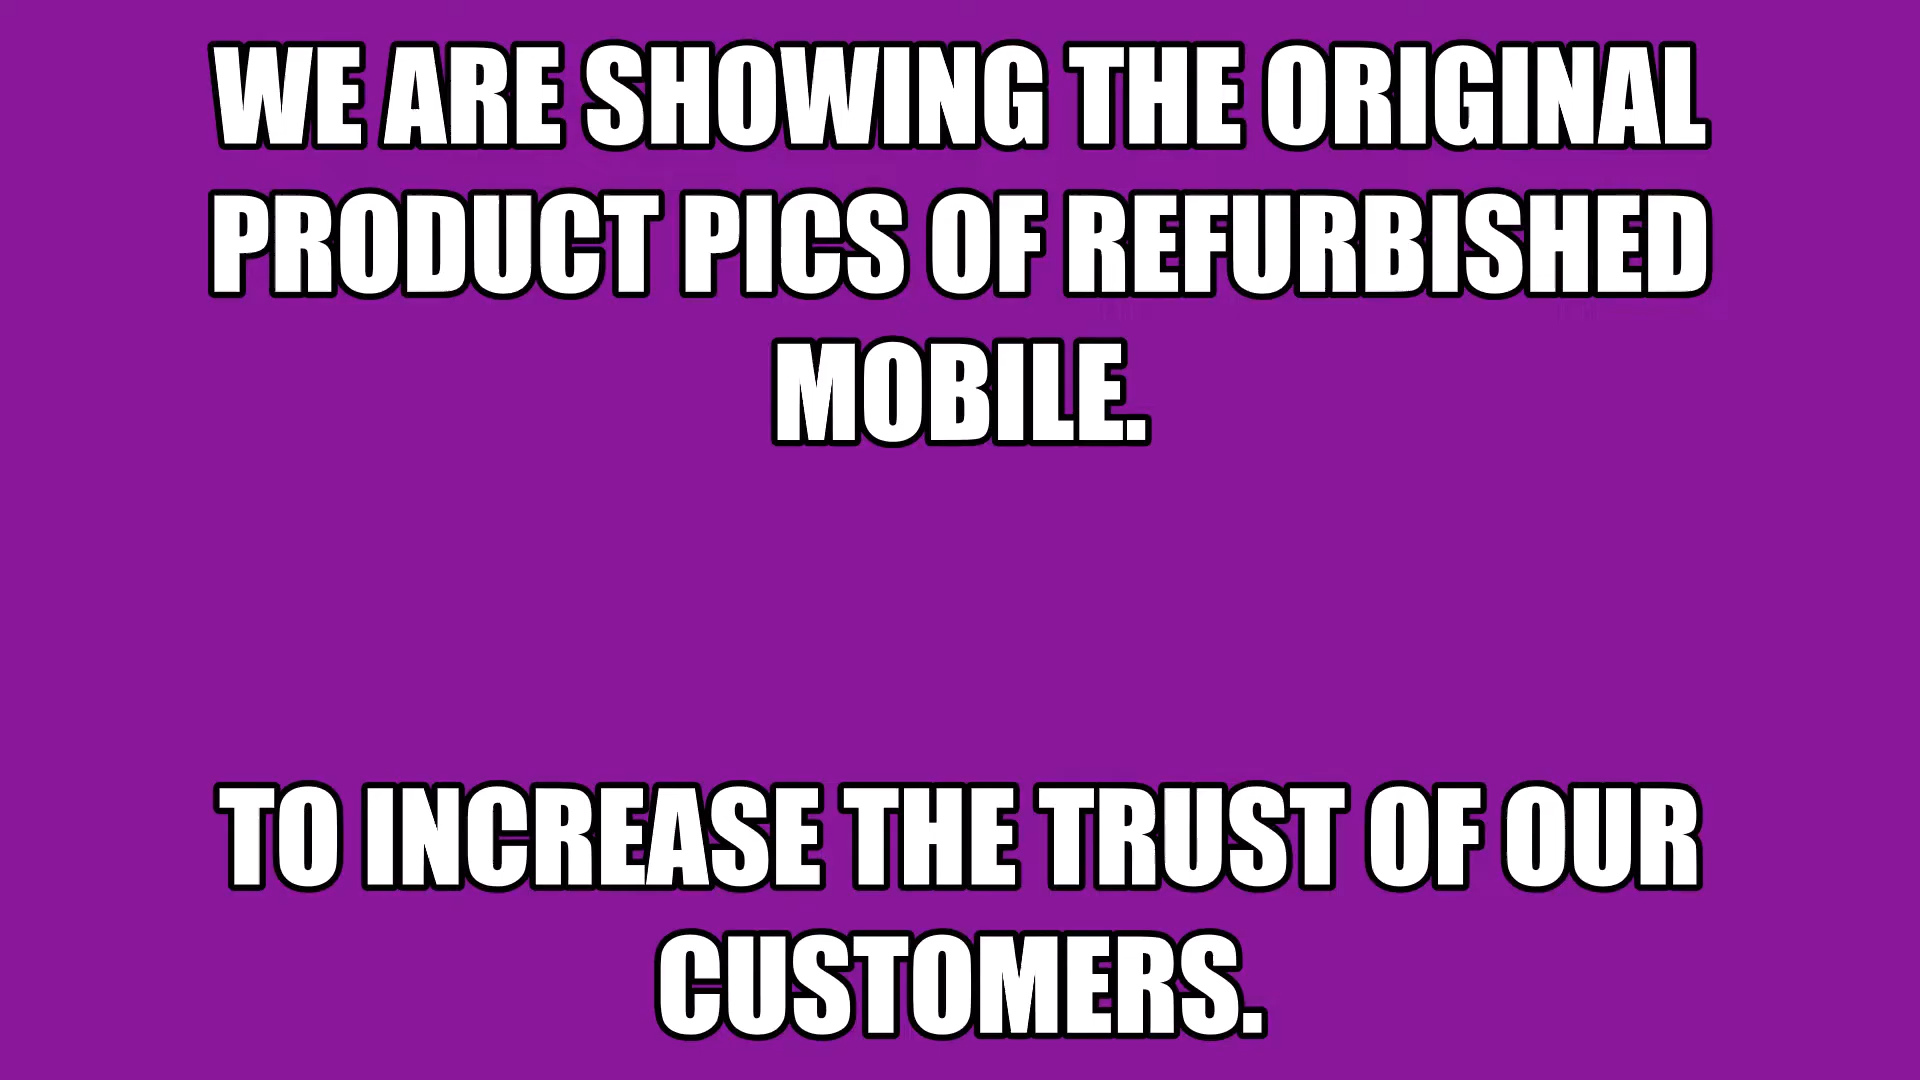 WE ARE SHOWING THE ORIGINAL
PRODUCT PICS OF REFURBISHED
MOBILE.
TO INCREASE THE TRUST OF OUR
CUSTOMERS.